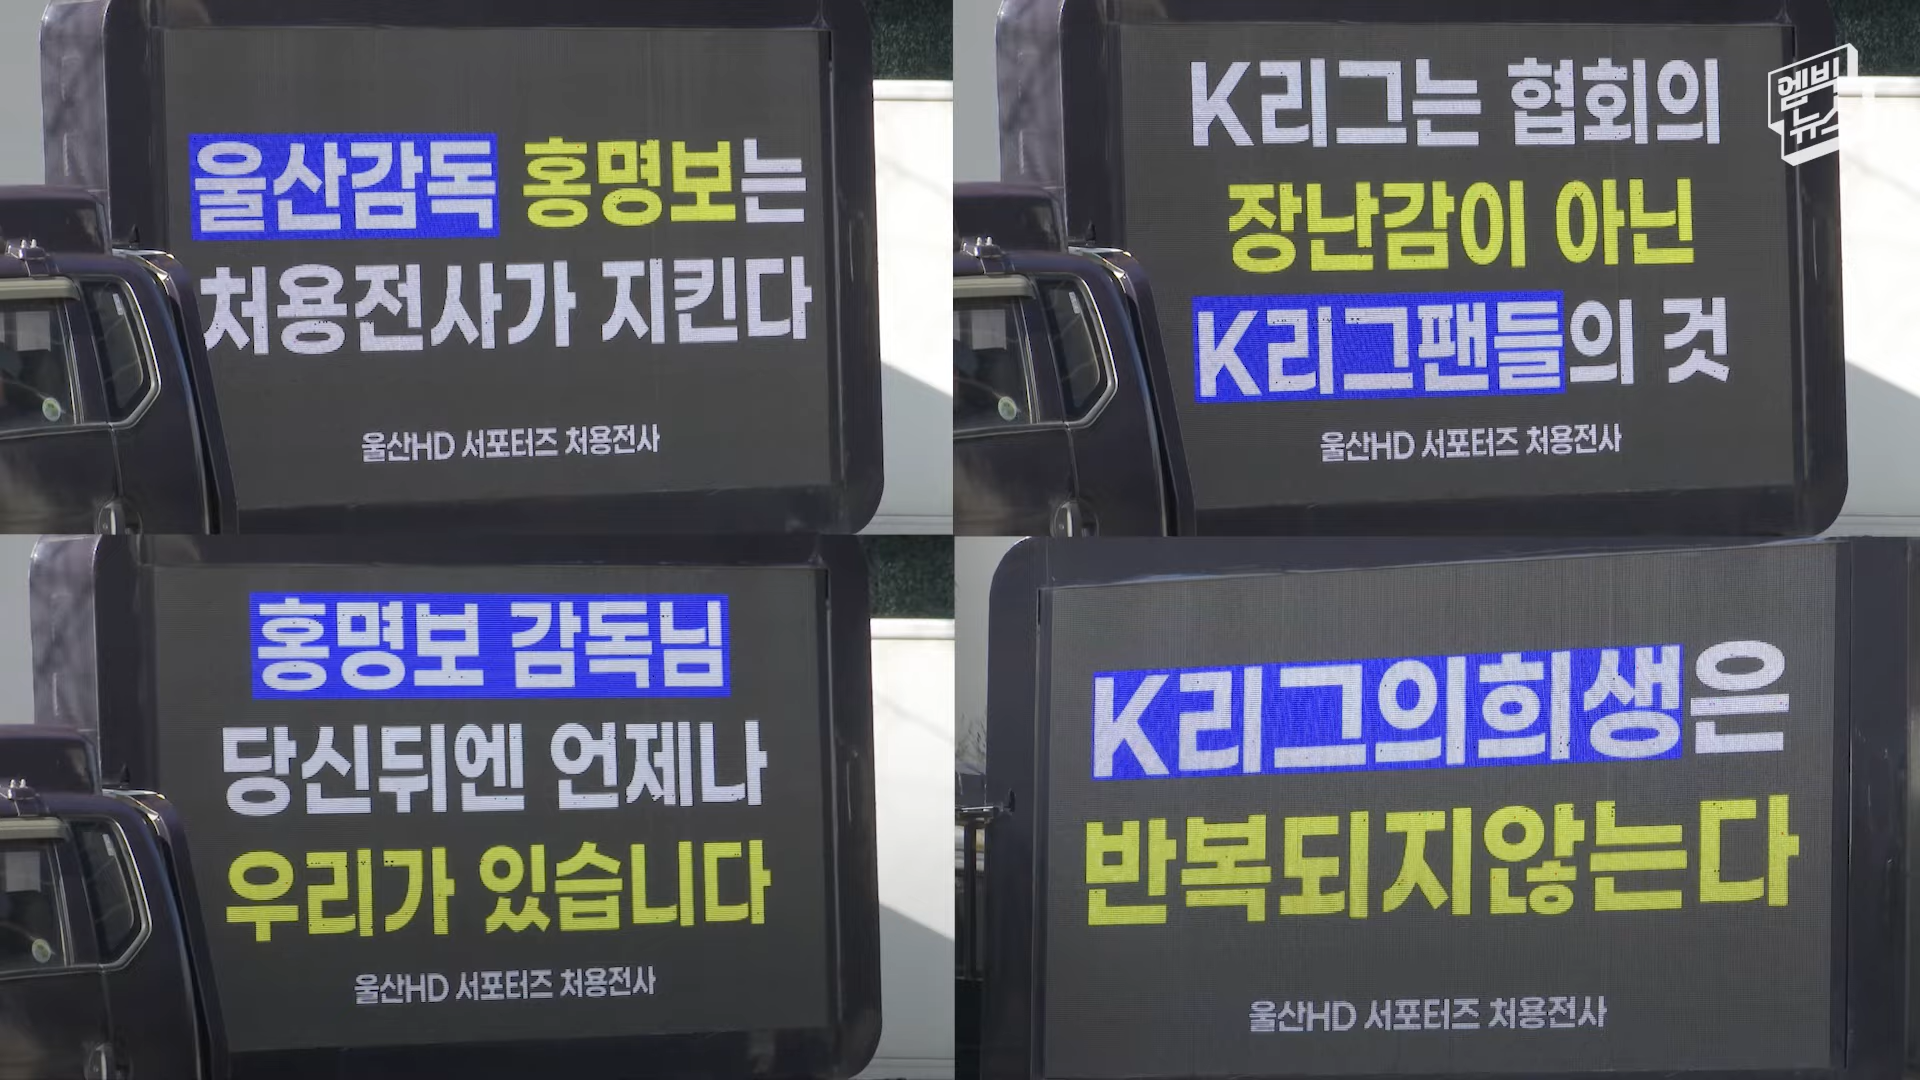 울산감독 홍명보는
처용전사가 지킨다
울산HD 서포터즈 처용전사
K리그는 협회의
장난감이 아닌
K리그팬들의 것
울산HD 서포터즈 처용전사
엠빅
뉴스
홍명보 감독님
당신뒤엔 언제나
우리가 있습니다
울산HD 서포터즈 처용전사
K리그의희생은
반복되지않는다
울산HD 서포터즈 처용전사